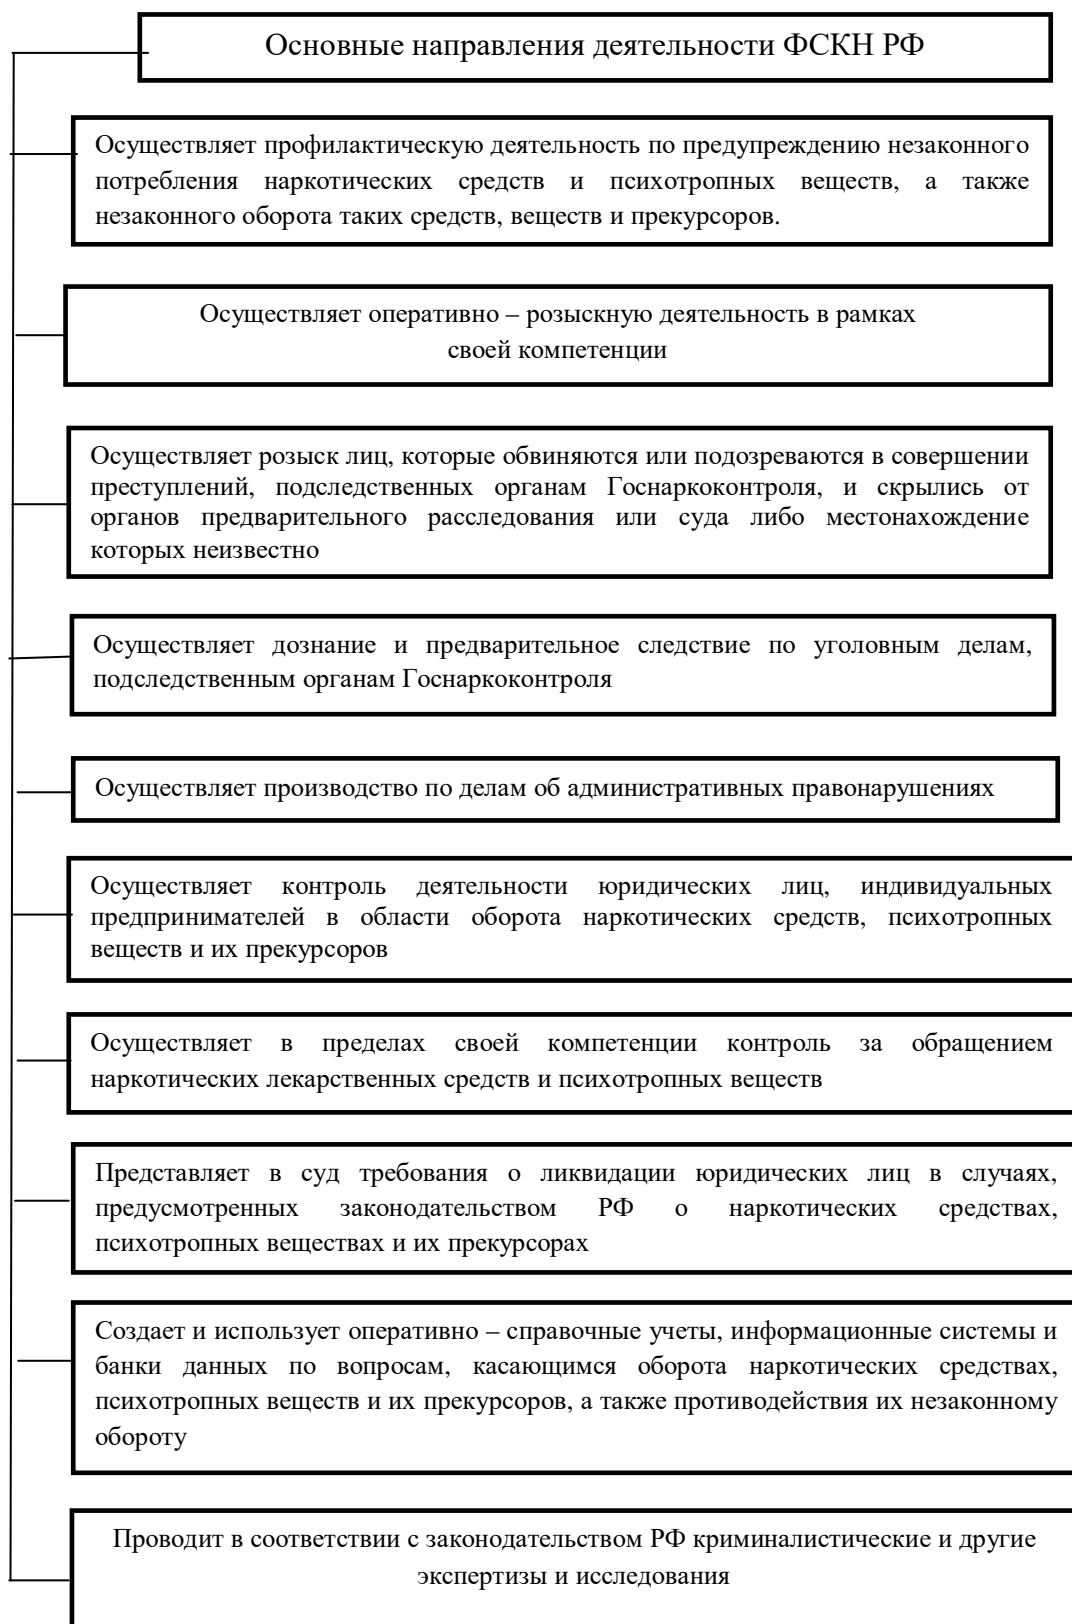 Основные направления деятельности ФСКН РФ
Осуществляет профилактическую деятельность по предупреждению незаконного
потребления наркотических средств и психотропных веществ, а также
незаконного оборота таких средств, веществ и прекурсоров.
Осуществляет оперативно – розыскную деятельность в рамках
своей компетенции
Осуществляет розыск лиц, которые обвиняются или подозреваются в совершении
преступлений, подследственных органам Госнаркоконтроля, и скрылись от
органов предварительного расследования или суда либо местонахождение
которых неизвестно
Осуществляет дознание и предварительное следствие по уголовным делам,
подследственным органам Госнаркоконтроля
Осуществляет производство по делам об административных правонарушениях
Осуществляет контроль деятельности юридических лиц, индивидуальных
предпринимателей в области оборота наркотических средств, психотропных
веществ и их прекурсоров
Осуществляет в пределах своей компетенции контроль за обращением
наркотических лекарственных средств и психотропных веществ
Представляет в суд требования о ликвидации юридических лиц в случаях,
предусмотренных законодательством РФ о наркотических средствах,
психотропных веществах и их прекурсорах
Создает и использует оперативно – справочные учеты, информационные системы и
банки данных по вопросам, касающимся оборота наркотических средствах,
психотропных веществ и их прекурсоров, а также противодействия их незаконному
обороту
Проводит в соответствии с законодательством РФ криминалистические и другие
экспертизы и исследования